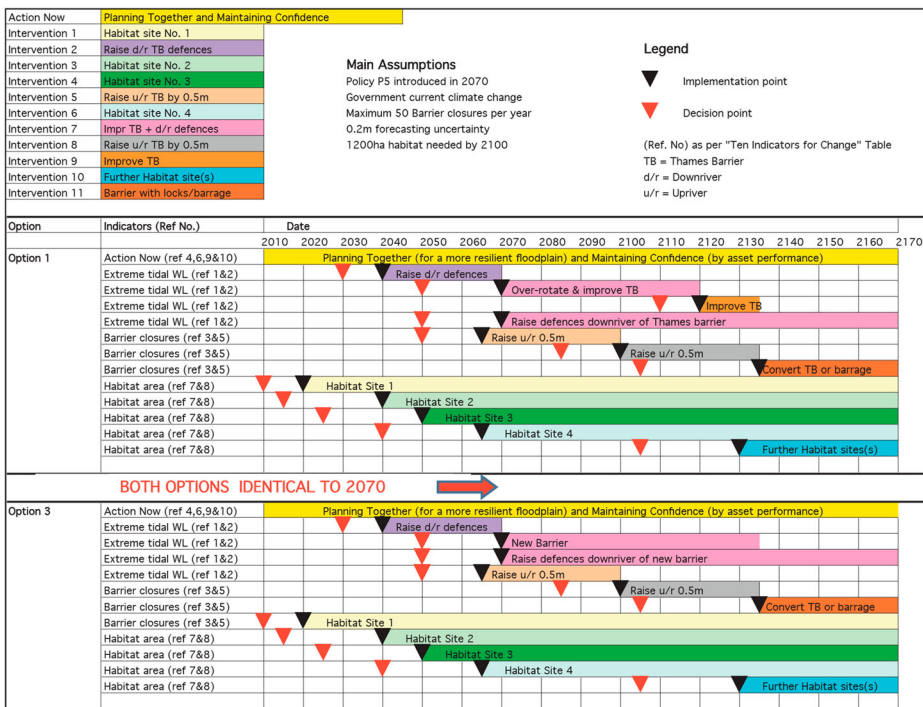 Action Now Planning Together and Maintaining Confidence
Intervention 1 Habitat site No. 1
Intervention 2 Raise d/r TB defences
Intervention 3 Habitat site No. 2
Intervention 4 Habitat site No. 3
Intervention 5 Raise u/r TB by 0.5m
Intervention 6 Habitat site No. 4
Intervention 7 Impr TB + d/r defences
Intervention 8 Raise u/r TB by 0.5m
Intervention 9 Improve TB
Intervention 10 Further Habitat site(s)
Intervention 11 Barrier with locks/barrage
Main Assumptions
Policy P5 introduced in 2070
Government current climate change
Maximum 50 Barrier closures per year
0.2m forecasting uncertainty
1200ha habitat needed by 2100
Legend
Implementation point
Decision point
(Ref. No) as per "Ten Indicators for Change" Table
TB = Thames Barrier
d/r = Downriver
u/r = Upriver
Option Indicators (Ref No.) Date
2010 2020 2030 2040 2050 2060 2070 2080 2090 2100 2110 2120 2130 2140 2150 2160 2170
Option 1 Action Now (ref 4,6,9&10) Planning Together (for a more resilient floodplain) and Maintaining Confidence (by asset performance)
Extreme tidal WL (ref 1&2) Raise d/r defences
Extreme tidal WL (ref 1&2) Over-rotate & improve TB
Extreme tidal WL (ref 1&2) Improve TB
Extreme tidal WL (ref 1&2) Raise defences downriver of Thames barrier
Barrier closures (ref 3&5) Raise u/r 0.5m
Barrier closures (ref 3&5) Raise u/r 0.5m
Barrier closures (ref 3&5) Convert TB or barrage
Habitat area (ref 7&8) Habitat Site 1
Habitat area (ref 7&8) Habitat Site 2
Habitat area (ref 7&8) Habitat Site 3
Habitat area (ref 7&8) Habitat Site 4
Habitat area (ref 7&8) Further Habitat sites(s)
BOTH OPTIONS IDENTICAL TO 2070
Option 3 Action Now (ref 4,6,9&10) Planning Together (for a more resilient floodplain) and Maintaining Confidence (by asset performance)
Extreme tidal WL (ref 1&2) Raise d/r defences
Extreme tidal WL (ref 1&2) New Barrier
Extreme tidal WL (ref 1&2) Raise defences downriver of new barrier
Extreme tidal WL (ref 1&2) Raise u/r 0.5m
Barrier closures (ref 3&5) Raise u/r 0.5m
Barrier closures (ref 3&5) Convert TB or barrage
Barrier closures (ref 3&5) Habitat Site 1
Habitat area (ref 7&8) Habitat Site 2
Habitat area (ref 7&8) Habitat Site 3
Habitat area (ref 7&8) Habitat Site 4
Habitat area (ref 7&8) Further Habitat sites(s)